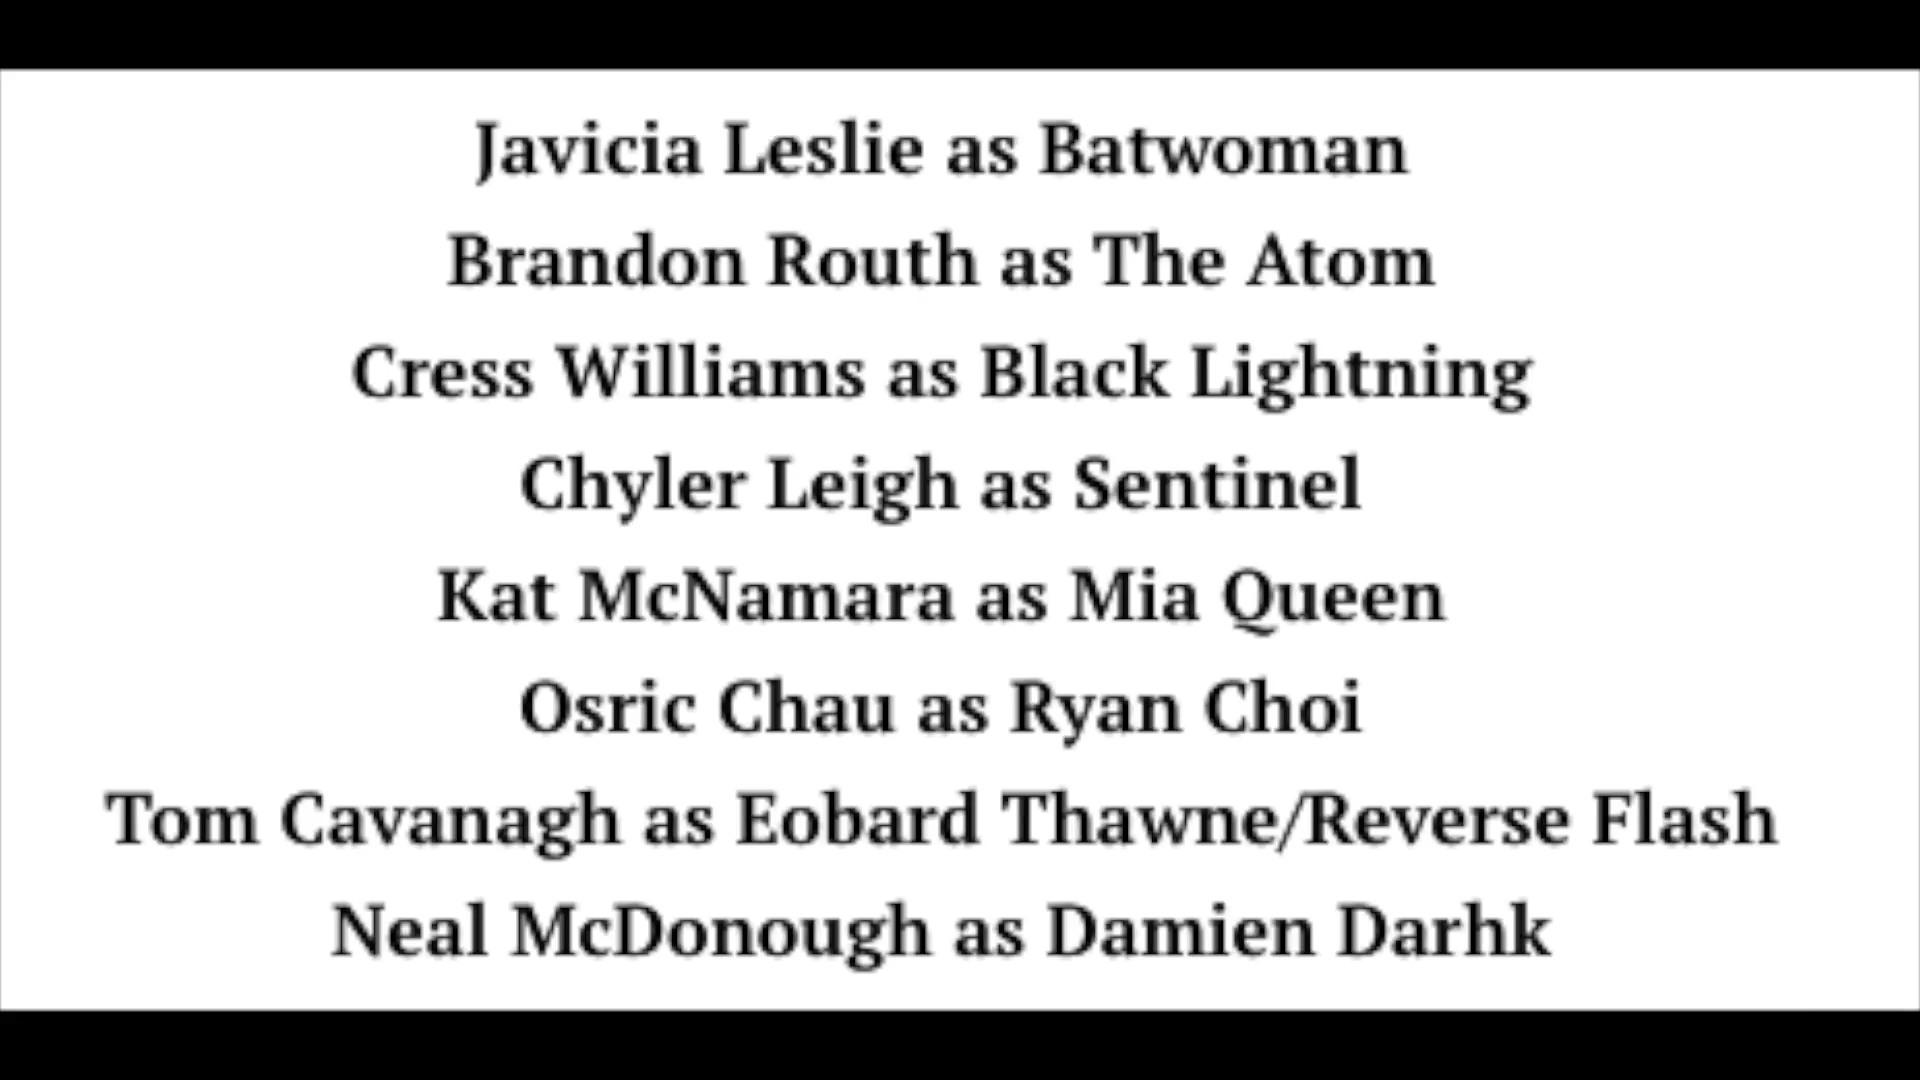 Javicia Leslie as Batwoman
Brandon Routh as The Atom
Cress Williams as Black Lightning
Chyler Leigh as Sentinel
Kat McNamara as Mia Queen
Osric Chau as Ryan Choi
Tom Cavanagh as Eobard Thawne/Reverse Flash
Neal McDonough as Damien Darhk